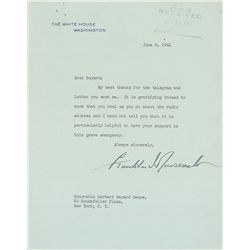 THE WHITE HOUSE
WASHINGTON
RECEIVED
June 2, 1941
Dear Bayard:
My best thanks for the telegram and
letter you sent me. It is gratifying indeed to
know that you feel as you do about the radio
address and I need not tell you that it is
particularly helpful to have your support in
this grave emergency.
Always sincerely,
Franklin D Roosevelt
Honorable Herbert Bayard Swope,
50 Rockefeller Plaza,
New York, N. Y.